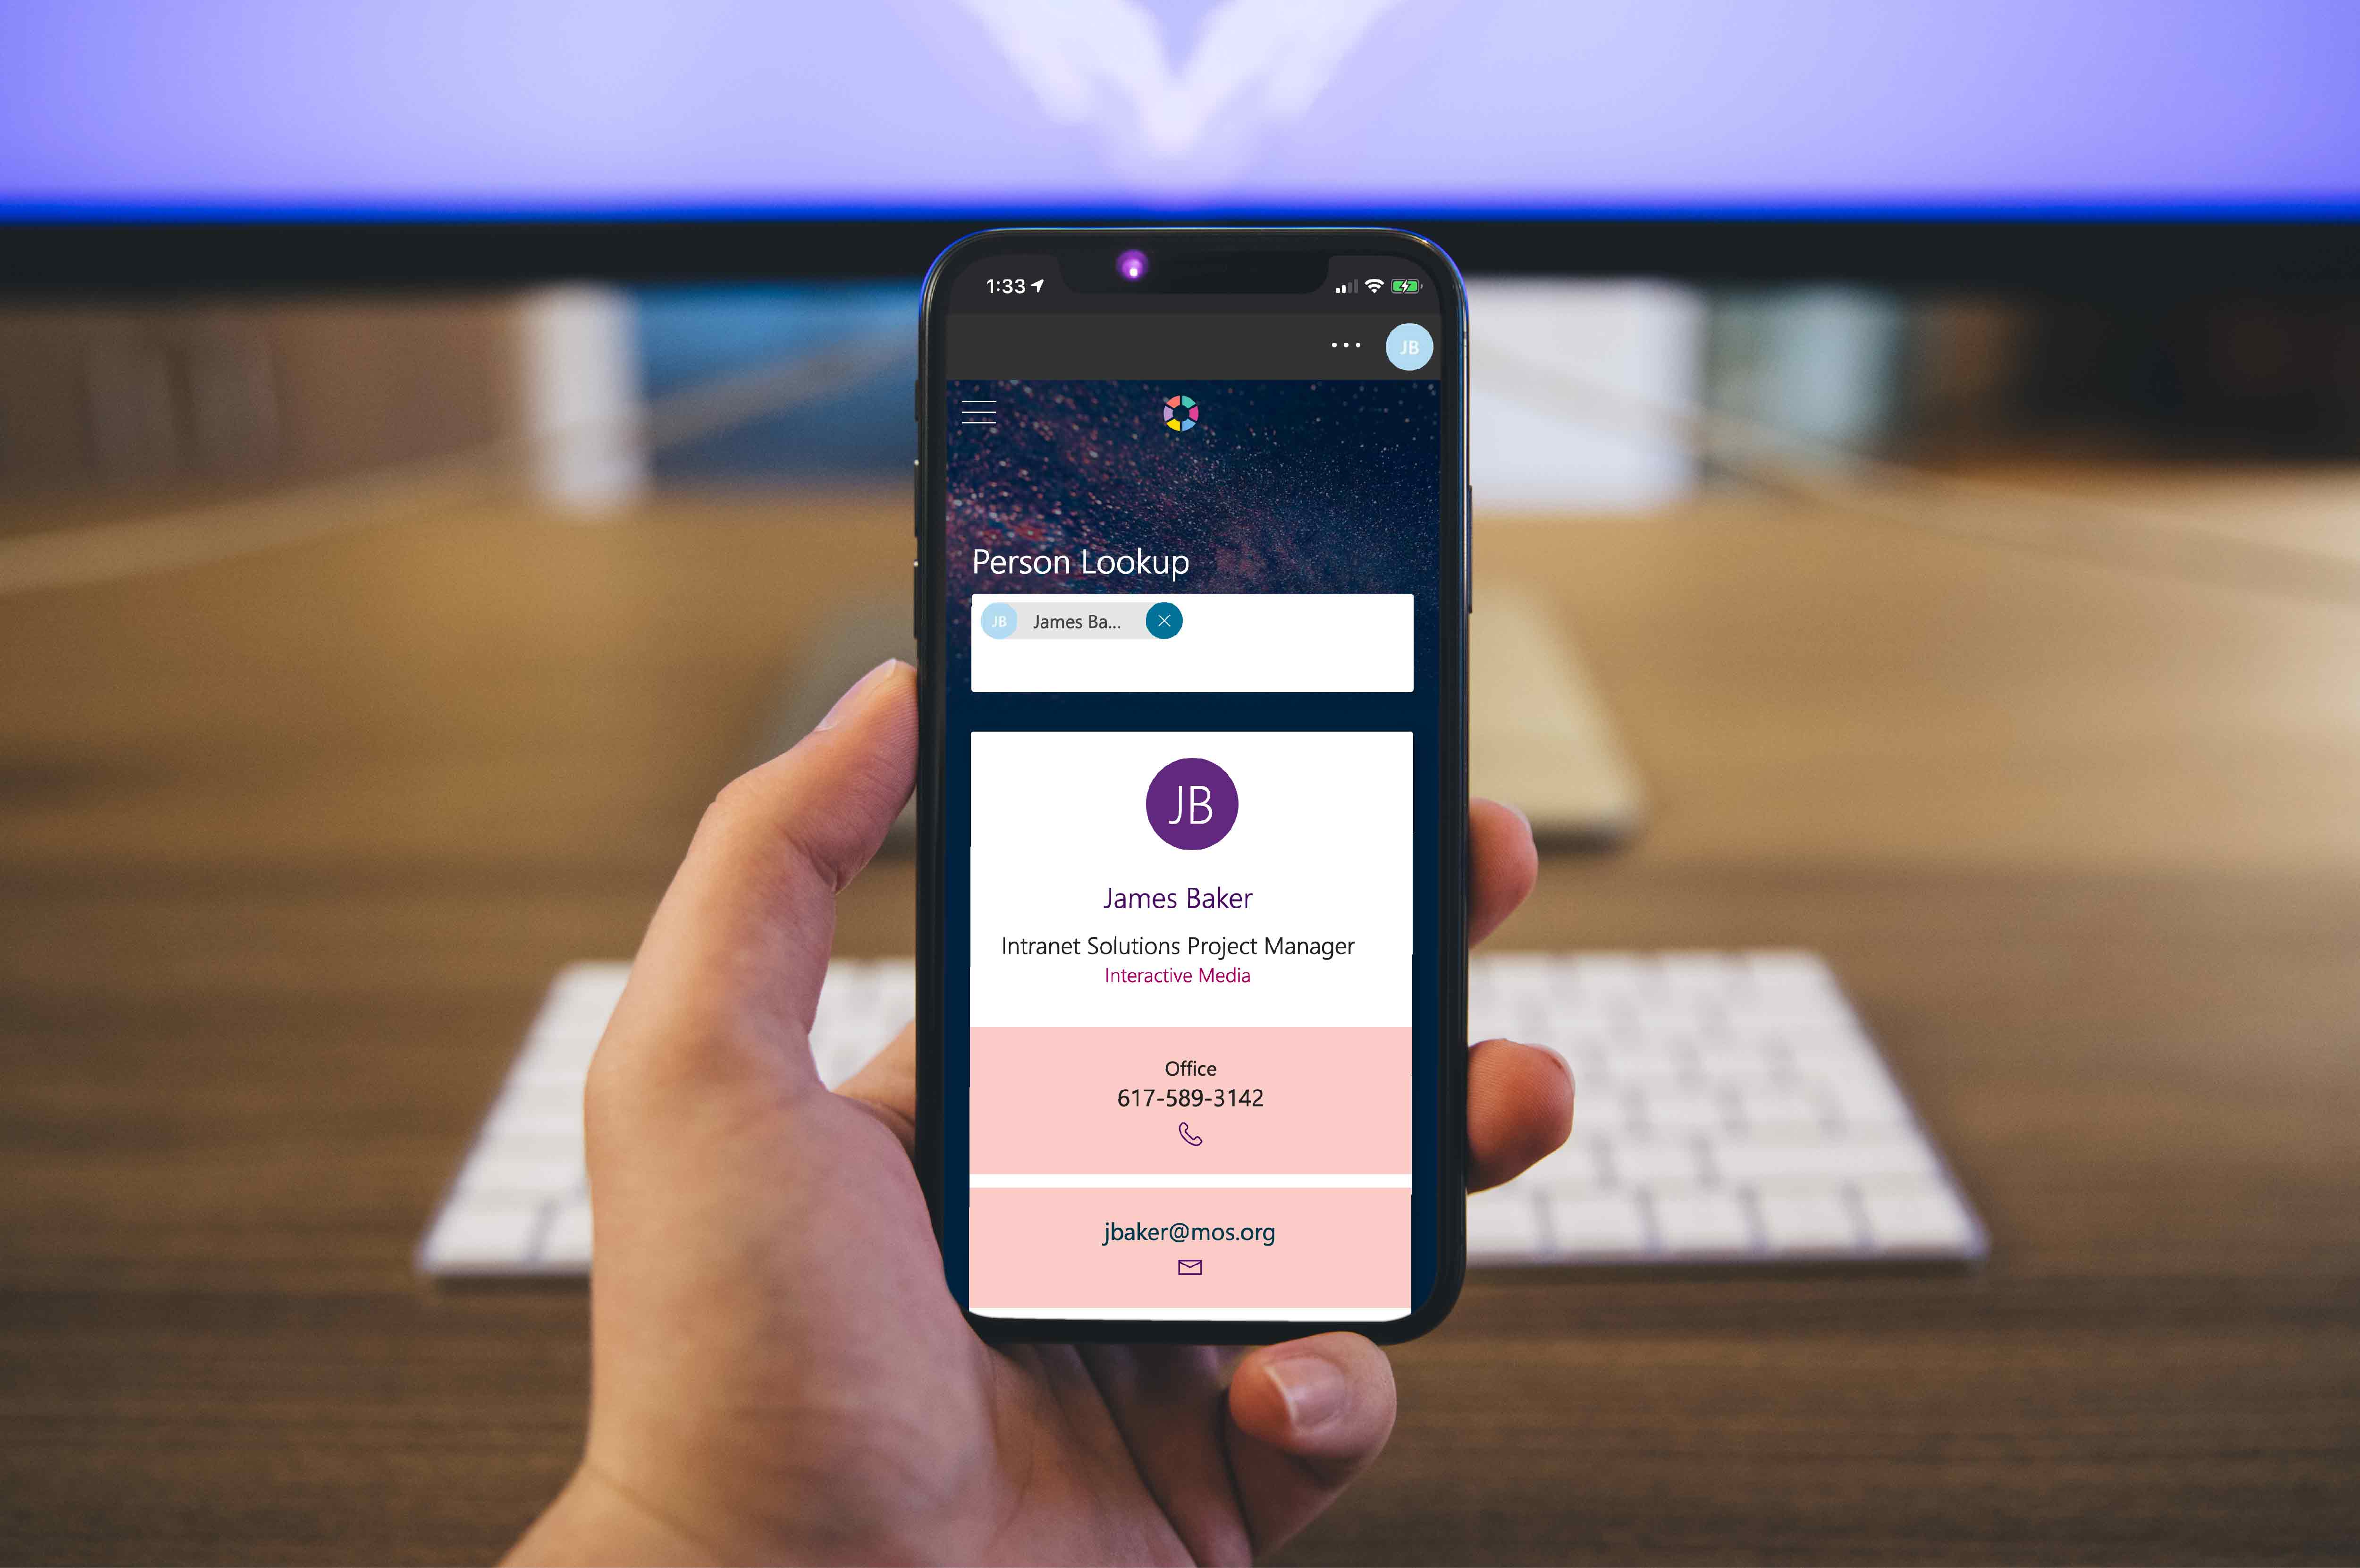 1:33
JB
Person Lookup
JB James Ba...
JB
James Baker
Intranet Solutions Project Manager
Interactive Media
Office
617-589-3142
jbaker@mos.org